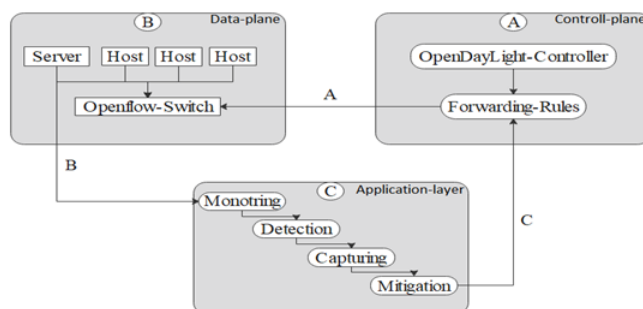 B Data-plane
Server Host Host Host
Openflow-Switch
A Controll-plane
OpenDayLight-Controller
Forwarding-Rules
A
B
C Application-layer
Monotring
Detection
Capturing
Mitigation
C